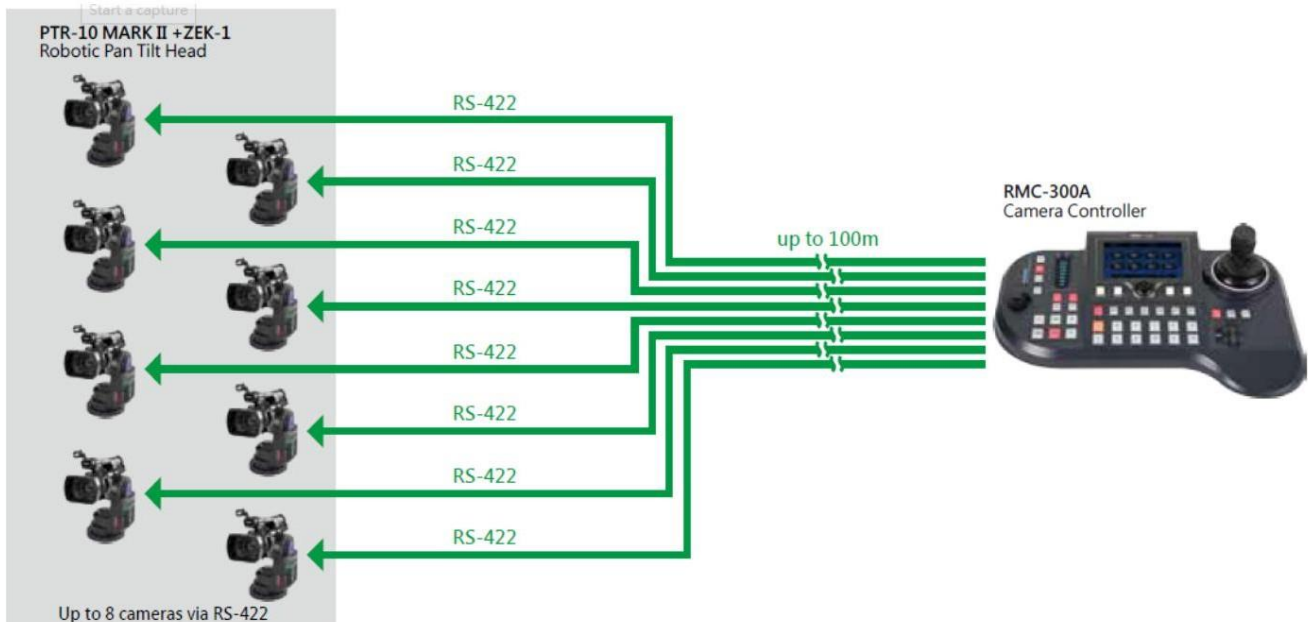 Start a capture
PTR-10 MARK II +ZEK-1
Robotic Pan Tilt Head
RS-422
RS-422
RS-422
RS-422
RS-422
RS-422
RS-422
RS-422
up to 100m
RMC-300A
Camera Controller
Up to 8 cameras via RS-422